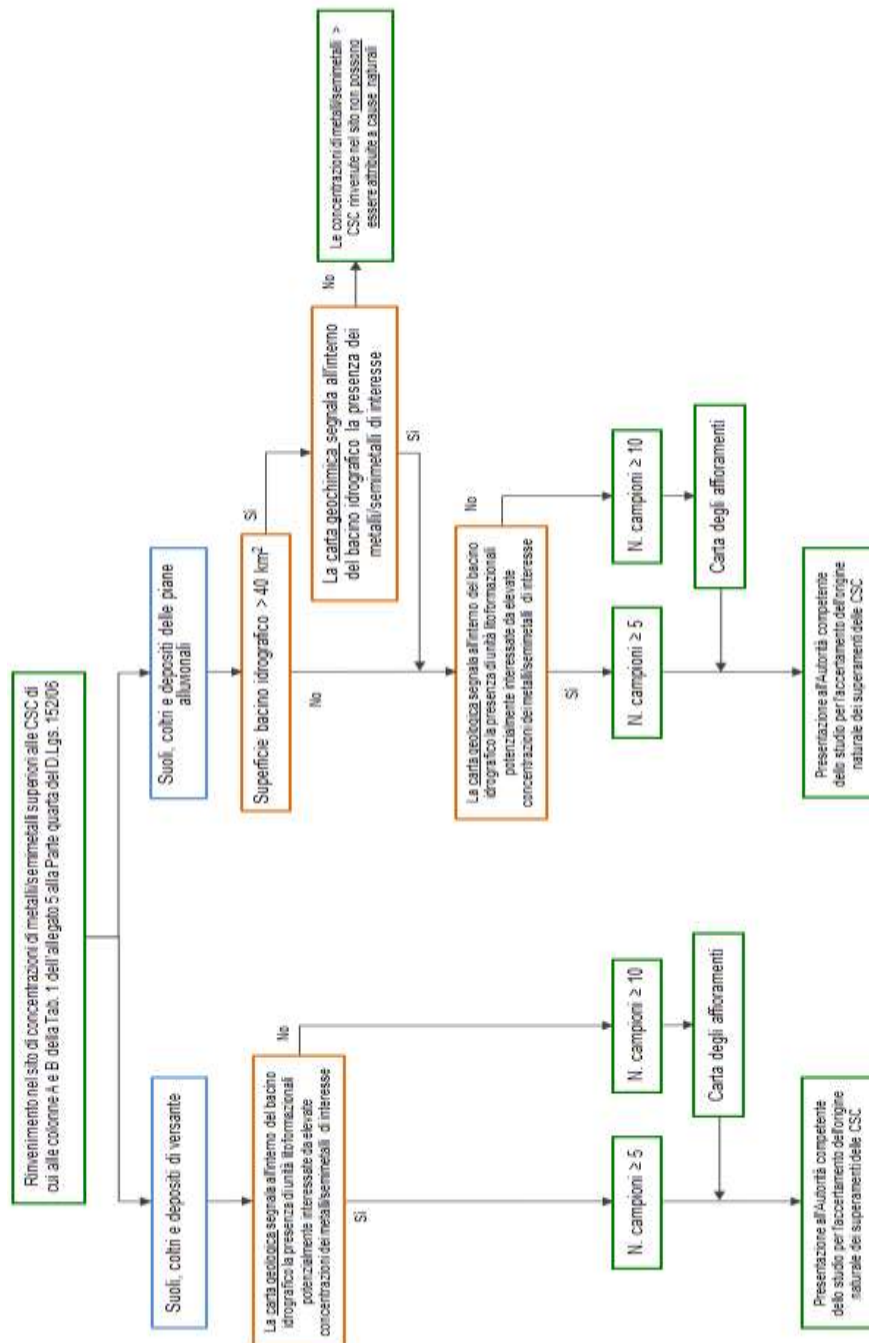 Rinvenimento nel sito di concentrazioni di metalli/semimetalli superiori alle CSC di
cui alle colonne A e B della Tab. 1 dell'allegato 5 alla Parte quarta del D.Lgs. 152/06
Suoli, coltri e depositi di versante
La carta geologica segnala all'interno del bacino
idrografico la presenza di unità litoformazionali
potenzialmente interessate da elevate
concentrazioni dei metalli/semimetalli di interesse
Sì
No
N. campioni ≥ 5
N. campioni ≥ 10
Carta degli affioramenti
Presentazione all'Autorità competente
dello studio per l'accertamento dell'origine
naturale dei superamenti delle CSC
Suoli, coltri e depositi delle piane
alluvionali
Superficie bacino idrografico > 40 km²
No
Sì
La carta geochimica segnala all'interno
del bacino idrografico la presenza dei
metalli/semimetalli di interesse
No
Sì
Le concentrazioni di metalli/semimetalli >
CSC rinvenute nel sito non possono
essere attribuite a cause naturali
La carta geologica segnala all'interno del bacino
idrografico la presenza di unità litoformazionali
potenzialmente interessate da elevate
concentrazioni dei metalli/semimetalli di interesse
Sì
No
N. campioni ≥ 5
N. campioni ≥ 10
Carta degli affioramenti
Presentazione all'Autorità competente
dello studio per l'accertamento dell'origine
naturale dei superamenti delle CSC